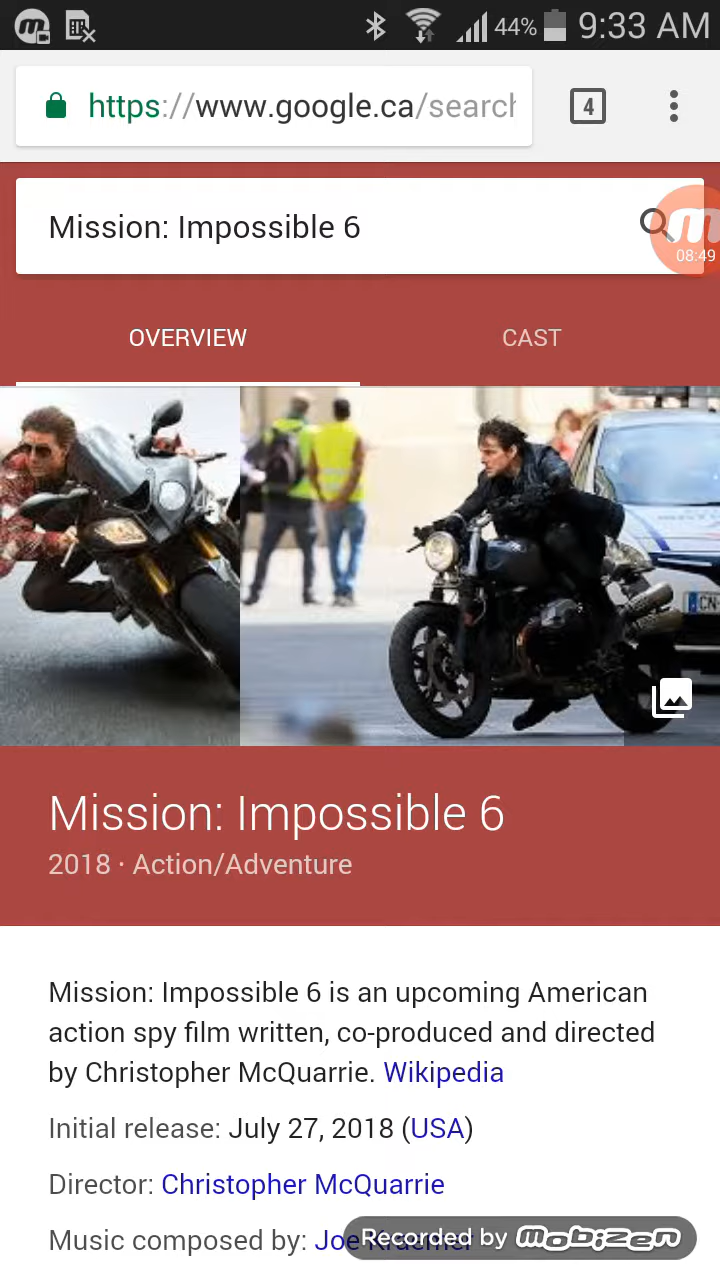 44% 9:33 AM
https://www.google.ca/search
4
Mission: Impossible 6
08:49
OVERVIEW CAST
CN
Mission: Impossible 6
2018 · Action/Adventure
Mission: Impossible 6 is an upcoming American
action spy film written, co-produced and directed
by Christopher McQuarrie. Wikipedia
Initial release: July 27, 2018 (USA)
Director: Christopher McQuarrie
Music composed by: Joe Kraemer
Recorded by mobizen